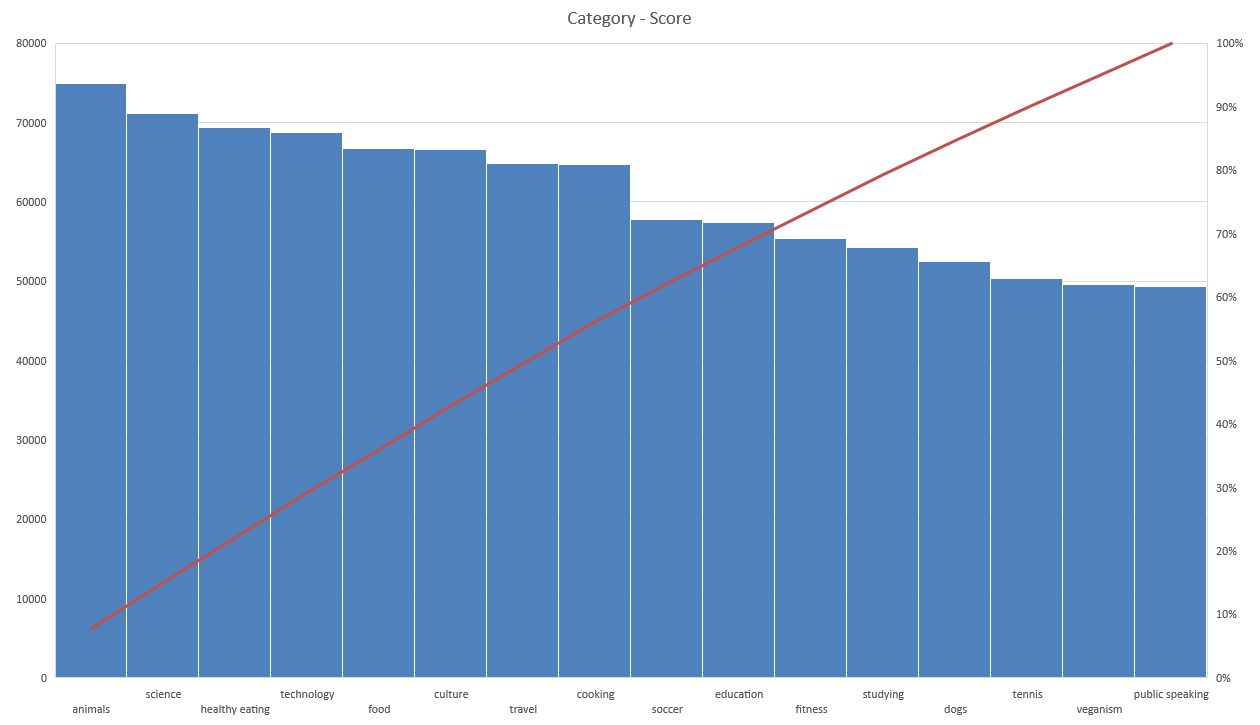 Category - Score
80000
70000
60000
50000
40000
30000
20000
10000
0
100%
90%
80%
70%
60%
50%
40%
30%
20%
10%
0%
animals
science
healthy eating
technology
food
culture
travel
cooking
soccer
education
fitness
studying
dogs
tennis
veganism
public speaking